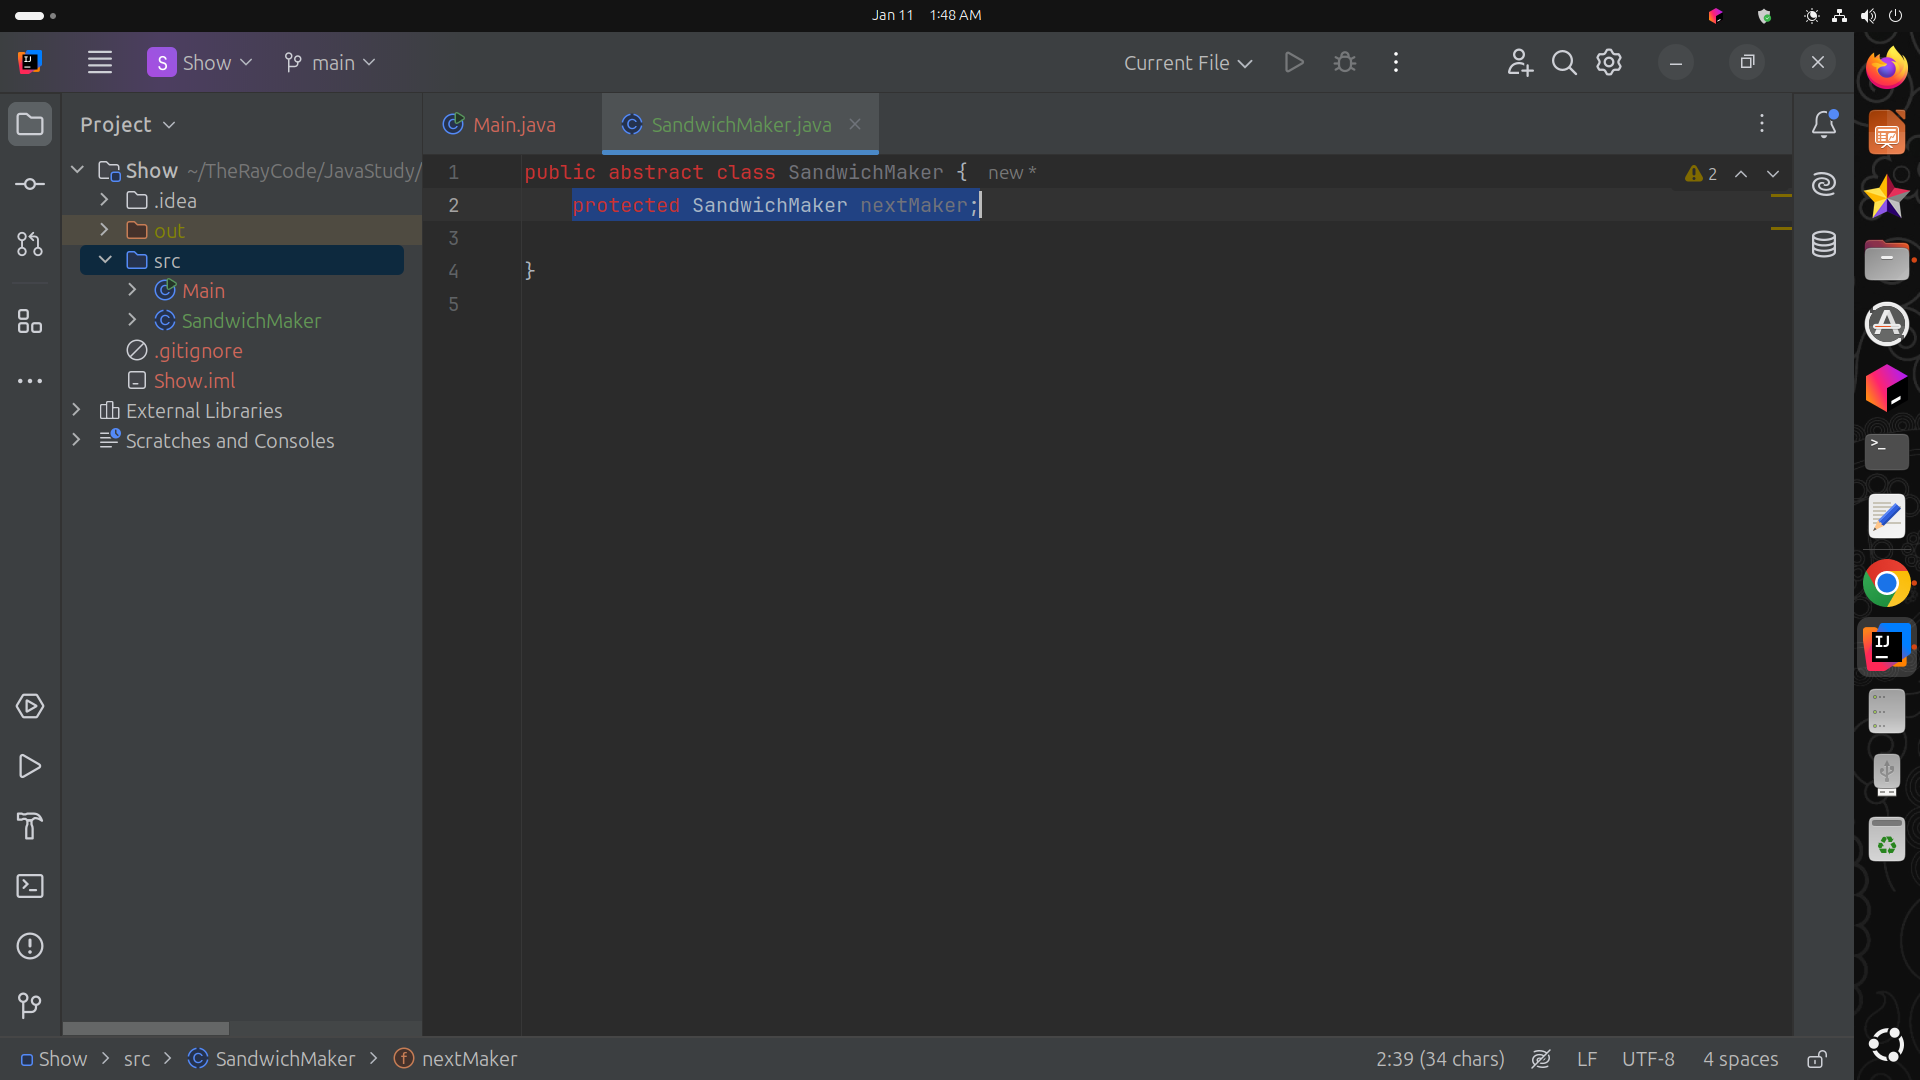 Jan 11 1:48 AM
S Show main Current File
Project
Main.java
SandwichMaker.java
Show ~/TheRayCode/JavaStudy/
.idea
out
src
Main
SandwichMaker
.gitignore
Show.iml
External Libraries
Scratches and Consoles
1 public abstract class SandwichMaker { new *
2 protected SandwichMaker nextMaker;
3
4 }
5
2
Show > src > SandwichMaker > nextMaker
2:39 (34 chars) LF UTF-8 4 spaces